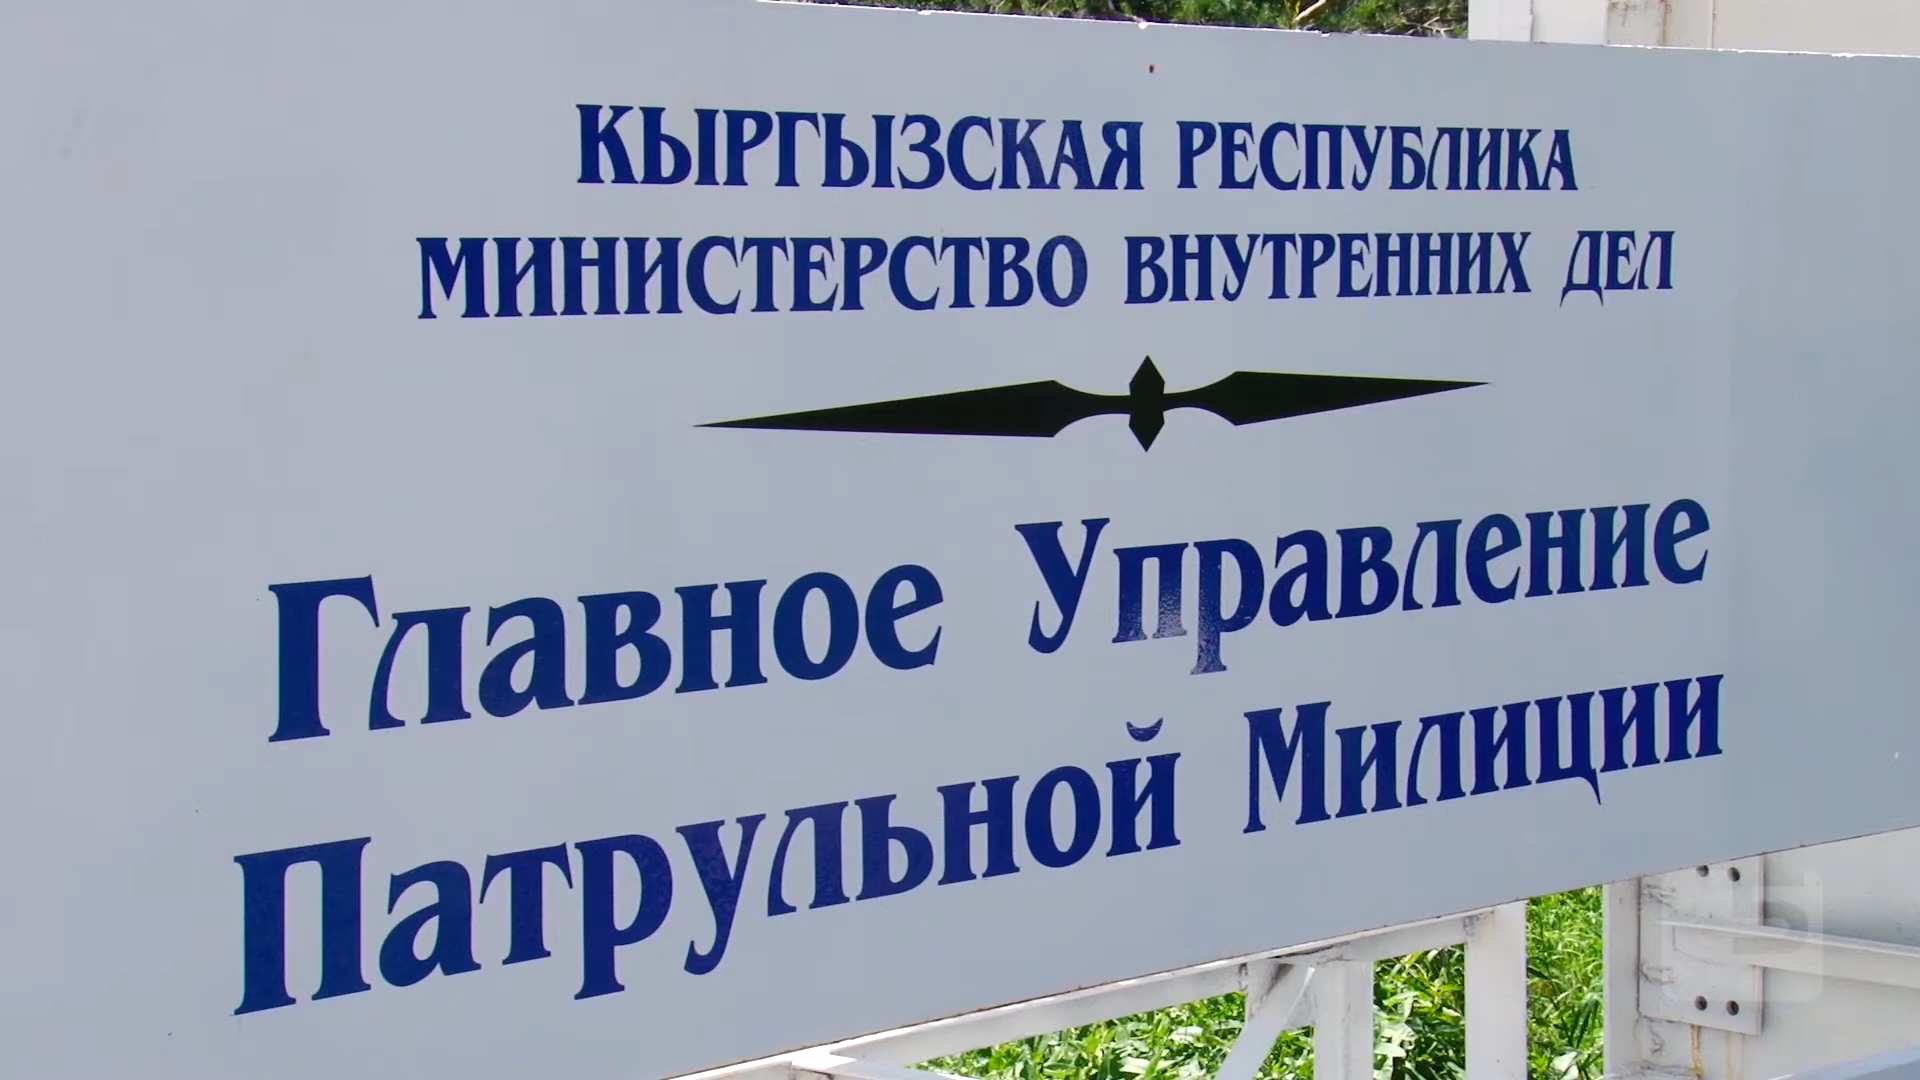 КЫРГЫЗСКАЯ РЕСПУБЛИКА
МИНИСТЕРСТВО ВНУТРЕННИХ ДЕЛ
Главное Управление
Патрульной Милиции